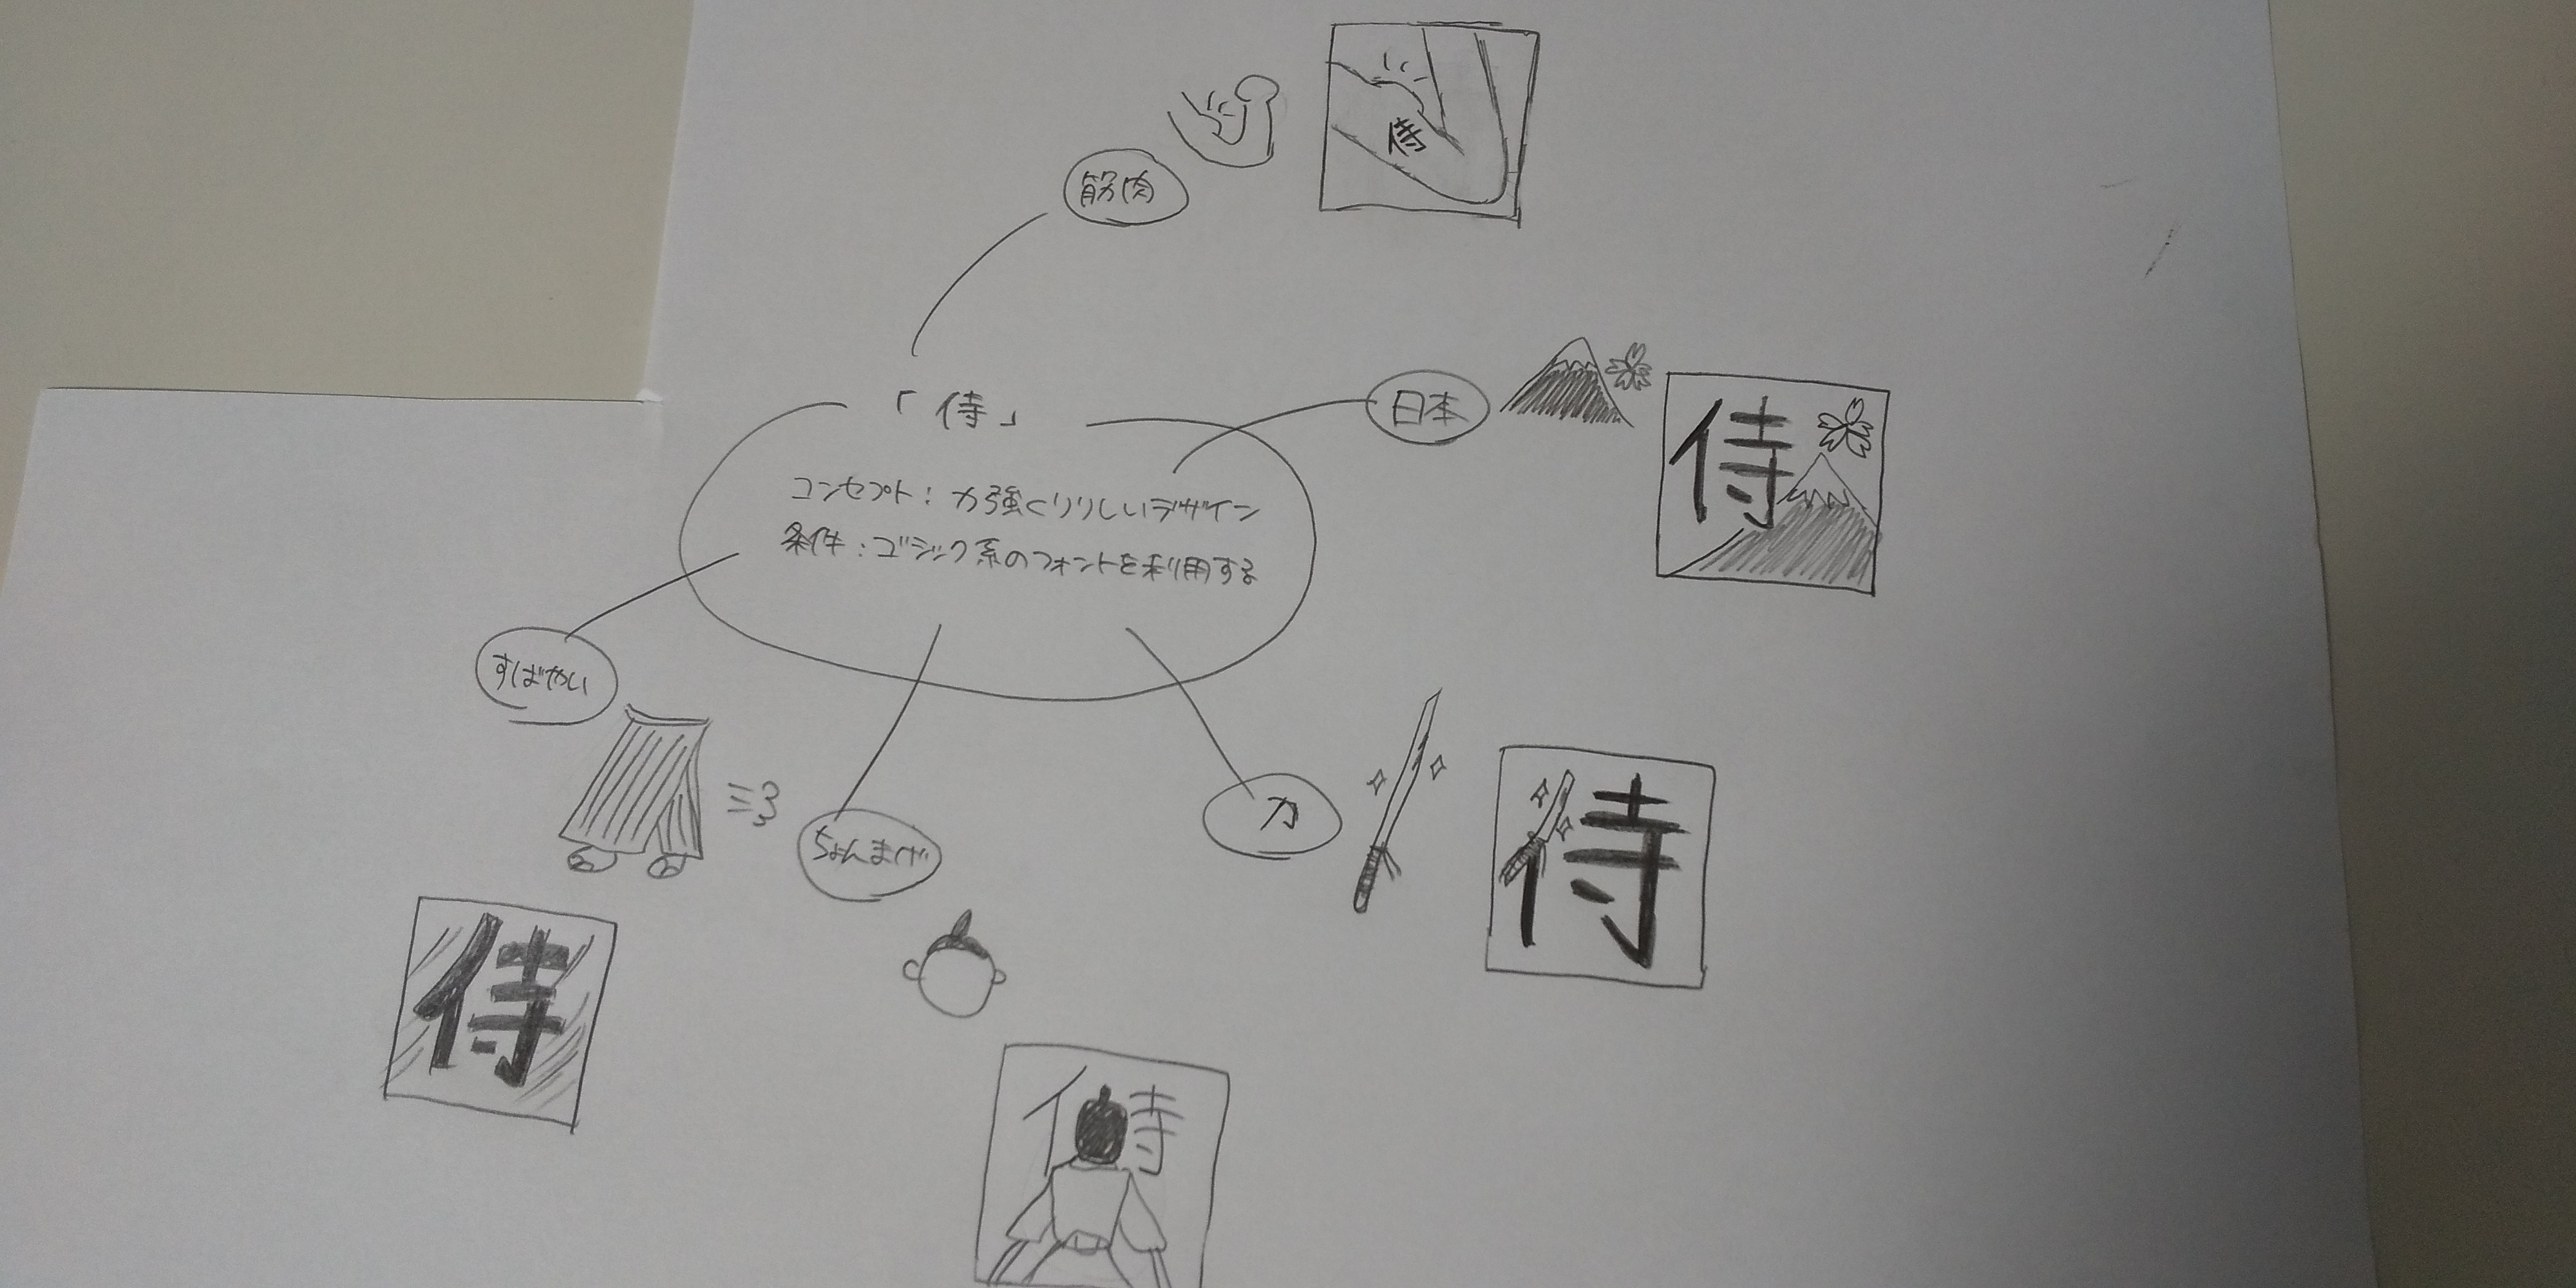 筋肉
侍
「侍」
日本
侍
コンセプト：力強くりりしいデザイン
条件：ゴジック系のフォントを利用する
すばやい
ちょんまげ
刀
侍
侍
侍